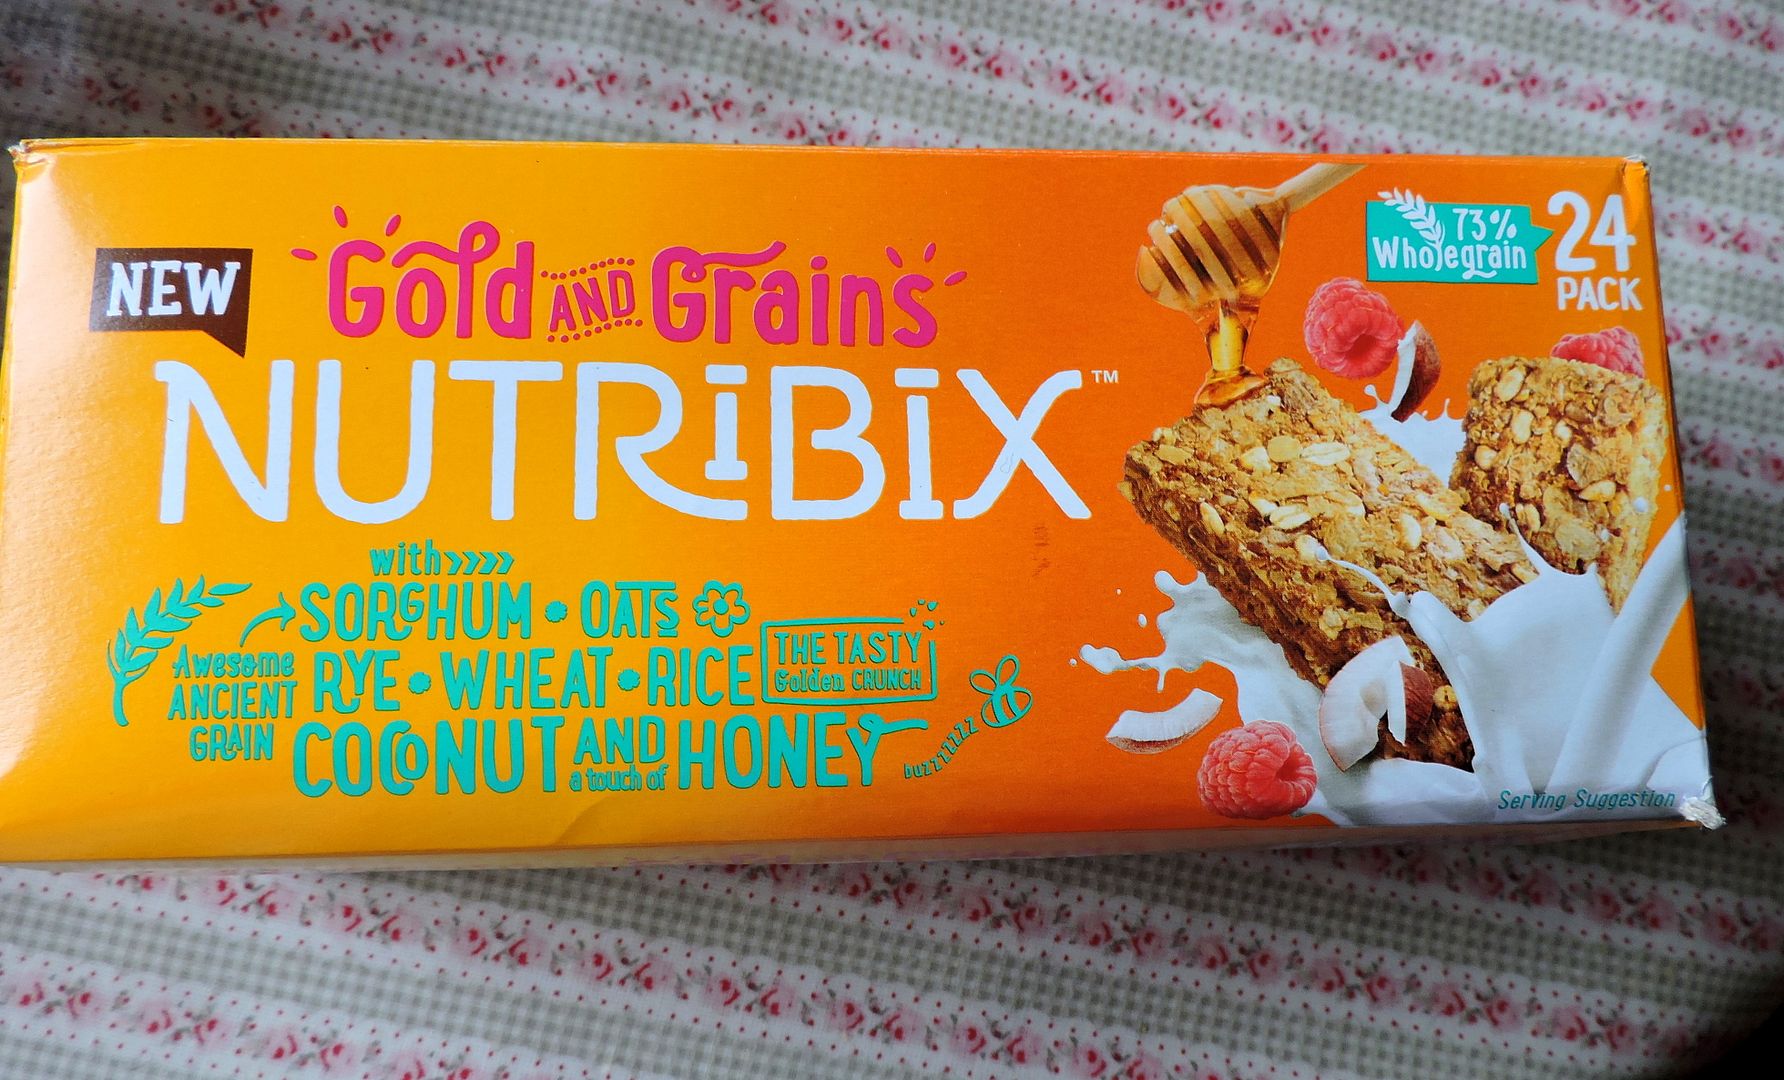 NEW
Gold AND Grains
NUTRiBiX™
73%
Wholegrain
24
PACK
with
SORGHUM • OATS
Awesome
ANCIENT
GRAIN
RYE • WHEAT • RICE
THE TASTY
Golden CRUNCH
COCONUT AND a touch of HONEY
buzzzzzzz
Serving Suggestion